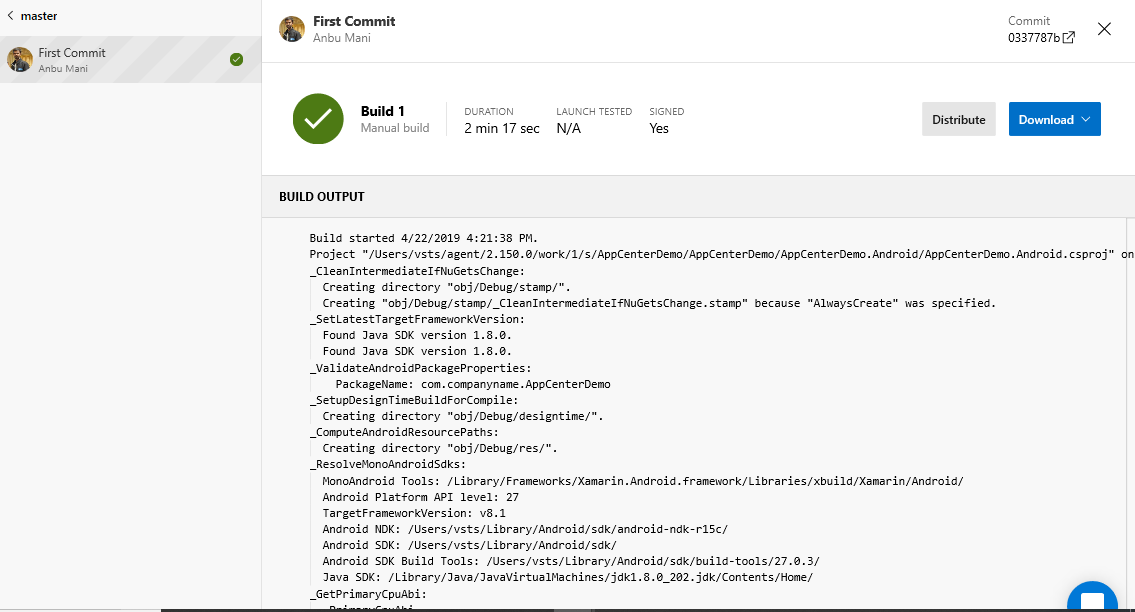 master
First Commit
Anbu Mani
First Commit
Anbu Mani
Commit
0337787b
Build 1
Manual build
DURATION
2 min 17 sec
LAUNCH TESTED
N/A
SIGNED
Yes
Distribute
Download
BUILD OUTPUT
Build started 4/22/2019 4:21:38 PM.
Project "/Users/vsts/agent/2.150.0/work/1/s/AppCenterDemo/AppCenterDemo/AppCenterDemo.Android/AppCenterDemo.Android.csproj" on
_CleanIntermediateIfNuGetsChange:
Creating directory "obj/Debug/stamp/".
Creating "obj/Debug/stamp/_CleanIntermediateIfNuGetsChange.stamp" because "AlwaysCreate" was specified.
_SetLatestTargetFrameworkVersion:
Found Java SDK version 1.8.0.
Found Java SDK version 1.8.0.
_ValidateAndroidPackageProperties:
PackageName: com.companyname.AppCenterDemo
_SetupDesignTimeBuildForCompile:
Creating directory "obj/Debug/designtime/".
_ComputeAndroidResourcePaths:
Creating directory "obj/Debug/res/".
_ResolveMonoAndroidSdks:
MonoAndroid Tools: /Library/Frameworks/Xamarin.Android.framework/Libraries/xbuild/Xamarin/Android/
Android Platform API level: 27
TargetFrameworkVersion: v8.1
Android NDK: /Users/vsts/Library/Android/sdk/android-ndk-r15c/
Android SDK: /Users/vsts/Library/Android/sdk/
Android SDK Build Tools: /Users/vsts/Library/Android/sdk/build-tools/27.0.3/
Java SDK: /Library/Java/JavaVirtualMachines/jdk1.8.0_202.jdk/Contents/Home/
_GetPrimaryCpuAbi:
PrimaryCpuAbi